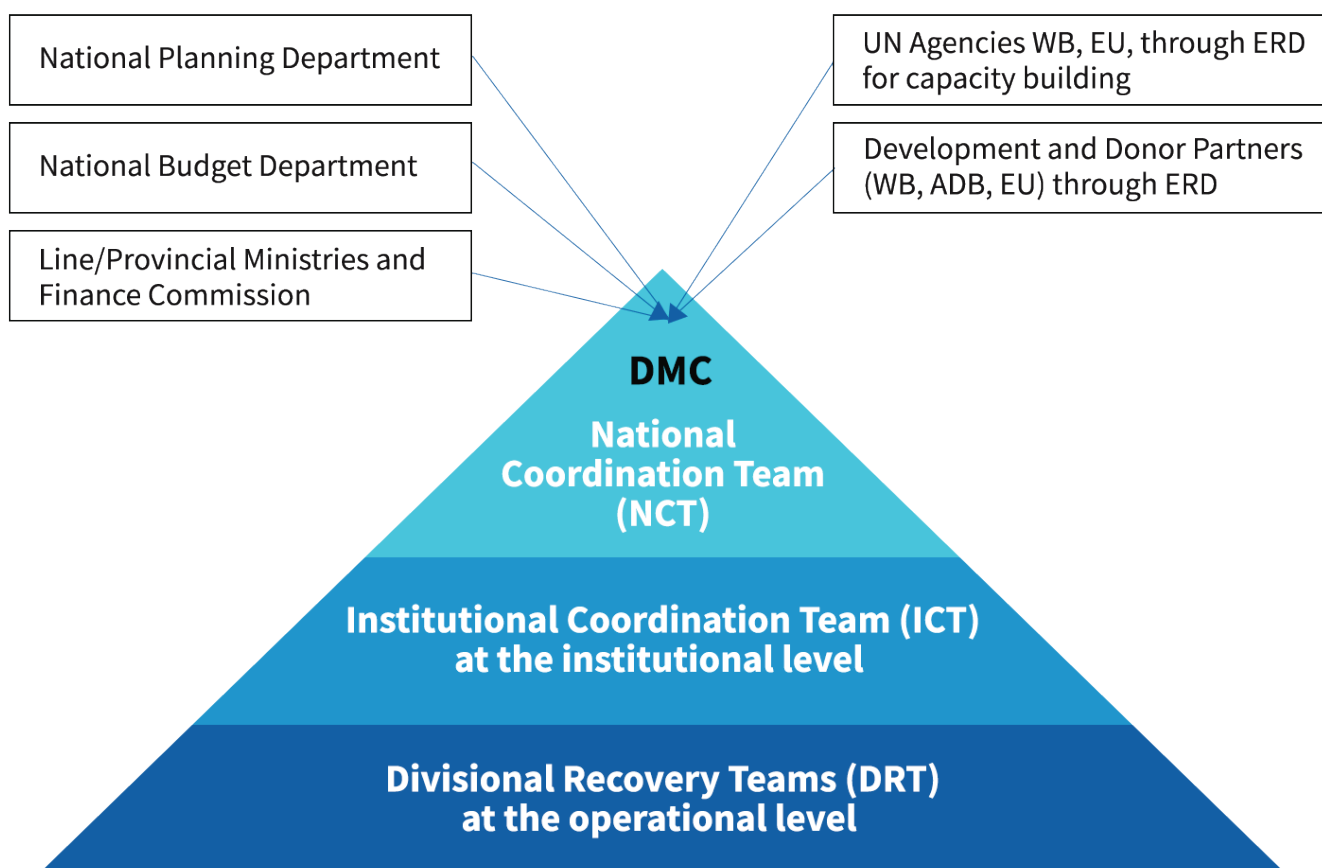 National Planning Department
National Budget Department
Line/Provincial Ministries and
Finance Commission
UN Agencies WB, EU, through ERD
for capacity building
Development and Donor Partners
(WB, ADB, EU) through ERD
DMC
National
Coordination Team
(NCT)
Institutional Coordination Team (ICT)
at the institutional level
Divisional Recovery Teams (DRT)
at the operational level